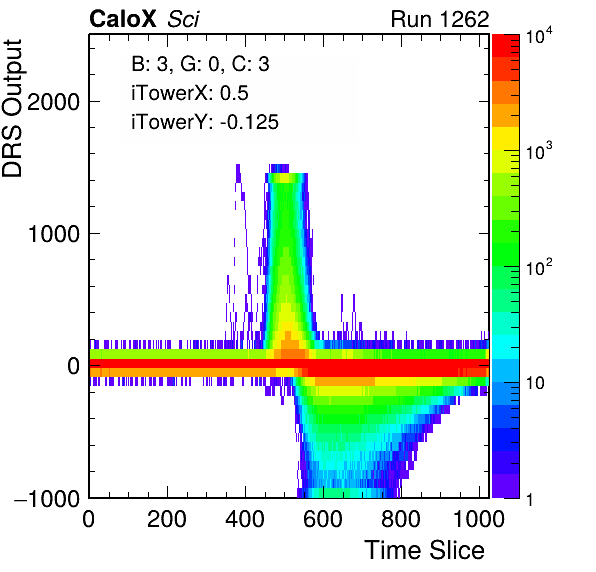 CaloX Sci Run 1262
B: 3, G: 0, C: 3
iTowerX: 0.5
iTowerY: -0.125
DRS Output
2000
1000
0
−1000
0 200 400 600 800 1000
Time Slice
10^4
10^3
10^2
10
1